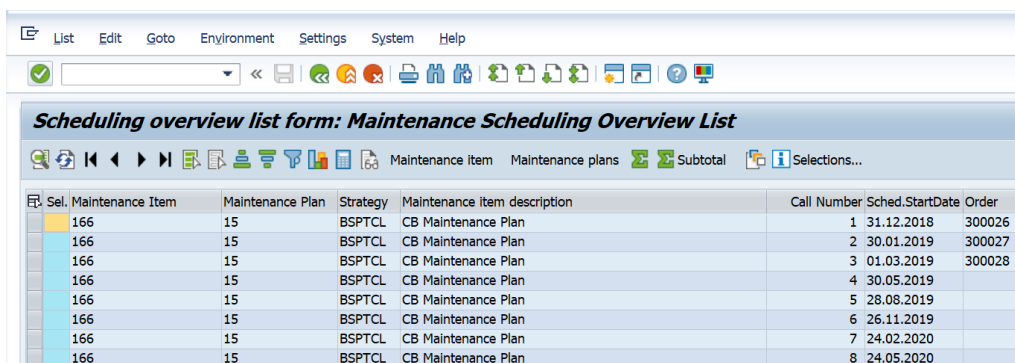 List Edit Goto Environment Settings System Help
Scheduling overview list form: Maintenance Scheduling Overview List
Maintenance item Maintenance plans Subtotal Selections...
Sel. Maintenance Item Maintenance Plan Strategy Maintenance item description Call Number Sched.StartDate Order
166 15 BSPTCL CB Maintenance Plan 1 31.12.2018 300026
166 15 BSPTCL CB Maintenance Plan 2 30.01.2019 300027
166 15 BSPTCL CB Maintenance Plan 3 01.03.2019 300028
166 15 BSPTCL CB Maintenance Plan 4 30.05.2019
166 15 BSPTCL CB Maintenance Plan 5 28.08.2019
166 15 BSPTCL CB Maintenance Plan 6 26.11.2019
166 15 BSPTCL CB Maintenance Plan 7 24.02.2020
166 15 BSPTCL CB Maintenance Plan 8 24.05.2020